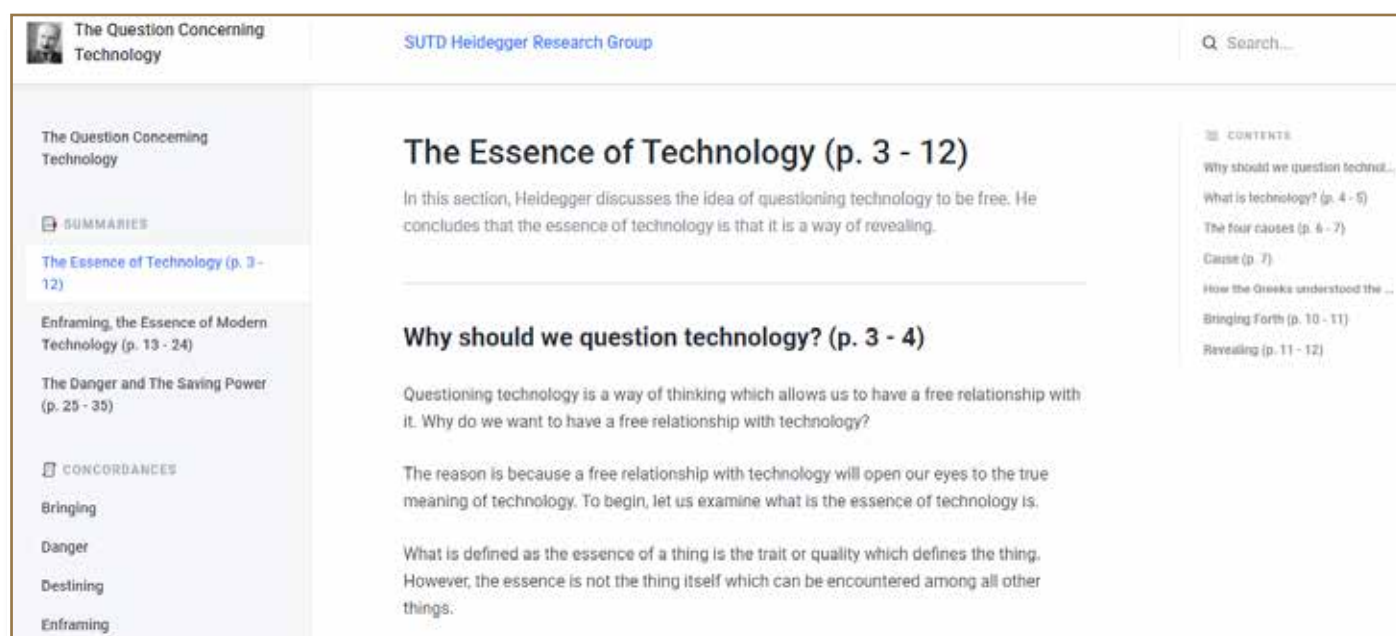 The Question Concerning
Technology
SUTD Heidegger Research Group
Search...
The Question Concerning
Technology
SUMMARIES
The Essence of Technology (p. 3 -
12)
Enframing, the Essence of Modern
Technology (p. 13 - 24)
The Danger and The Saving Power
(p. 25 - 35)
CONCORDANCES
Bringing
Danger
Destining
Enframing
The Essence of Technology (p. 3 - 12)
In this section, Heidegger discusses the idea of questioning technology to be free. He
concludes that the essence of technology is that it is a way of revealing.
Why should we question technology? (p. 3 - 4)
Questioning technology is a way of thinking which allows us to have a free relationship with
it. Why do we want to have a free relationship with technology?
The reason is because a free relationship with technology will open our eyes to the true
meaning of technology. To begin, let us examine what is the essence of technology is.
What is defined as the essence of a thing is the trait or quality which defines the thing.
However, the essence is not the thing itself which can be encountered among all other
things.
CONTENTS
Why should we question technol...
What is technology? (p. 4 - 5)
The four causes (p. 6 - 7)
Cause (p. 7)
How the Greeks understood the ...
Bringing Forth (p. 10 - 11)
Revealing (p. 11 - 12)